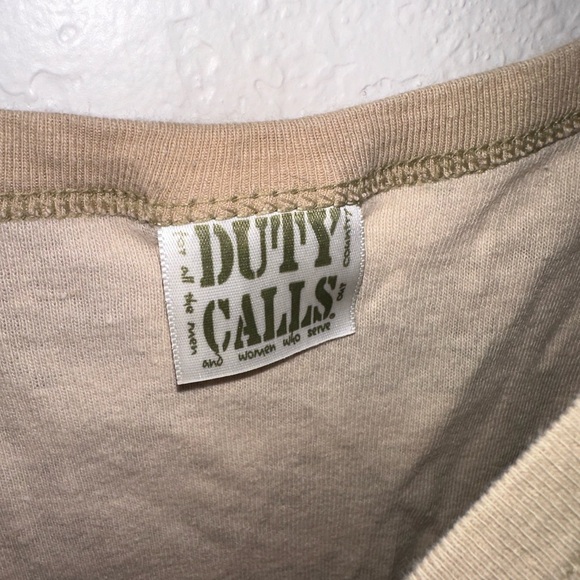 DUTY
CALLS.
for all the men
and women who serve
our country